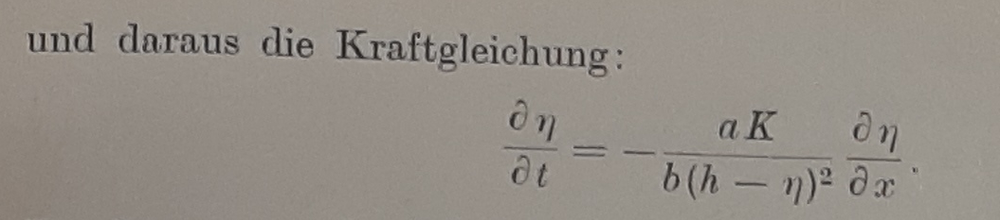 und daraus die Kraftgleichung:
∂η/∂t = − aK/b(h − η)² ∂η/∂x.